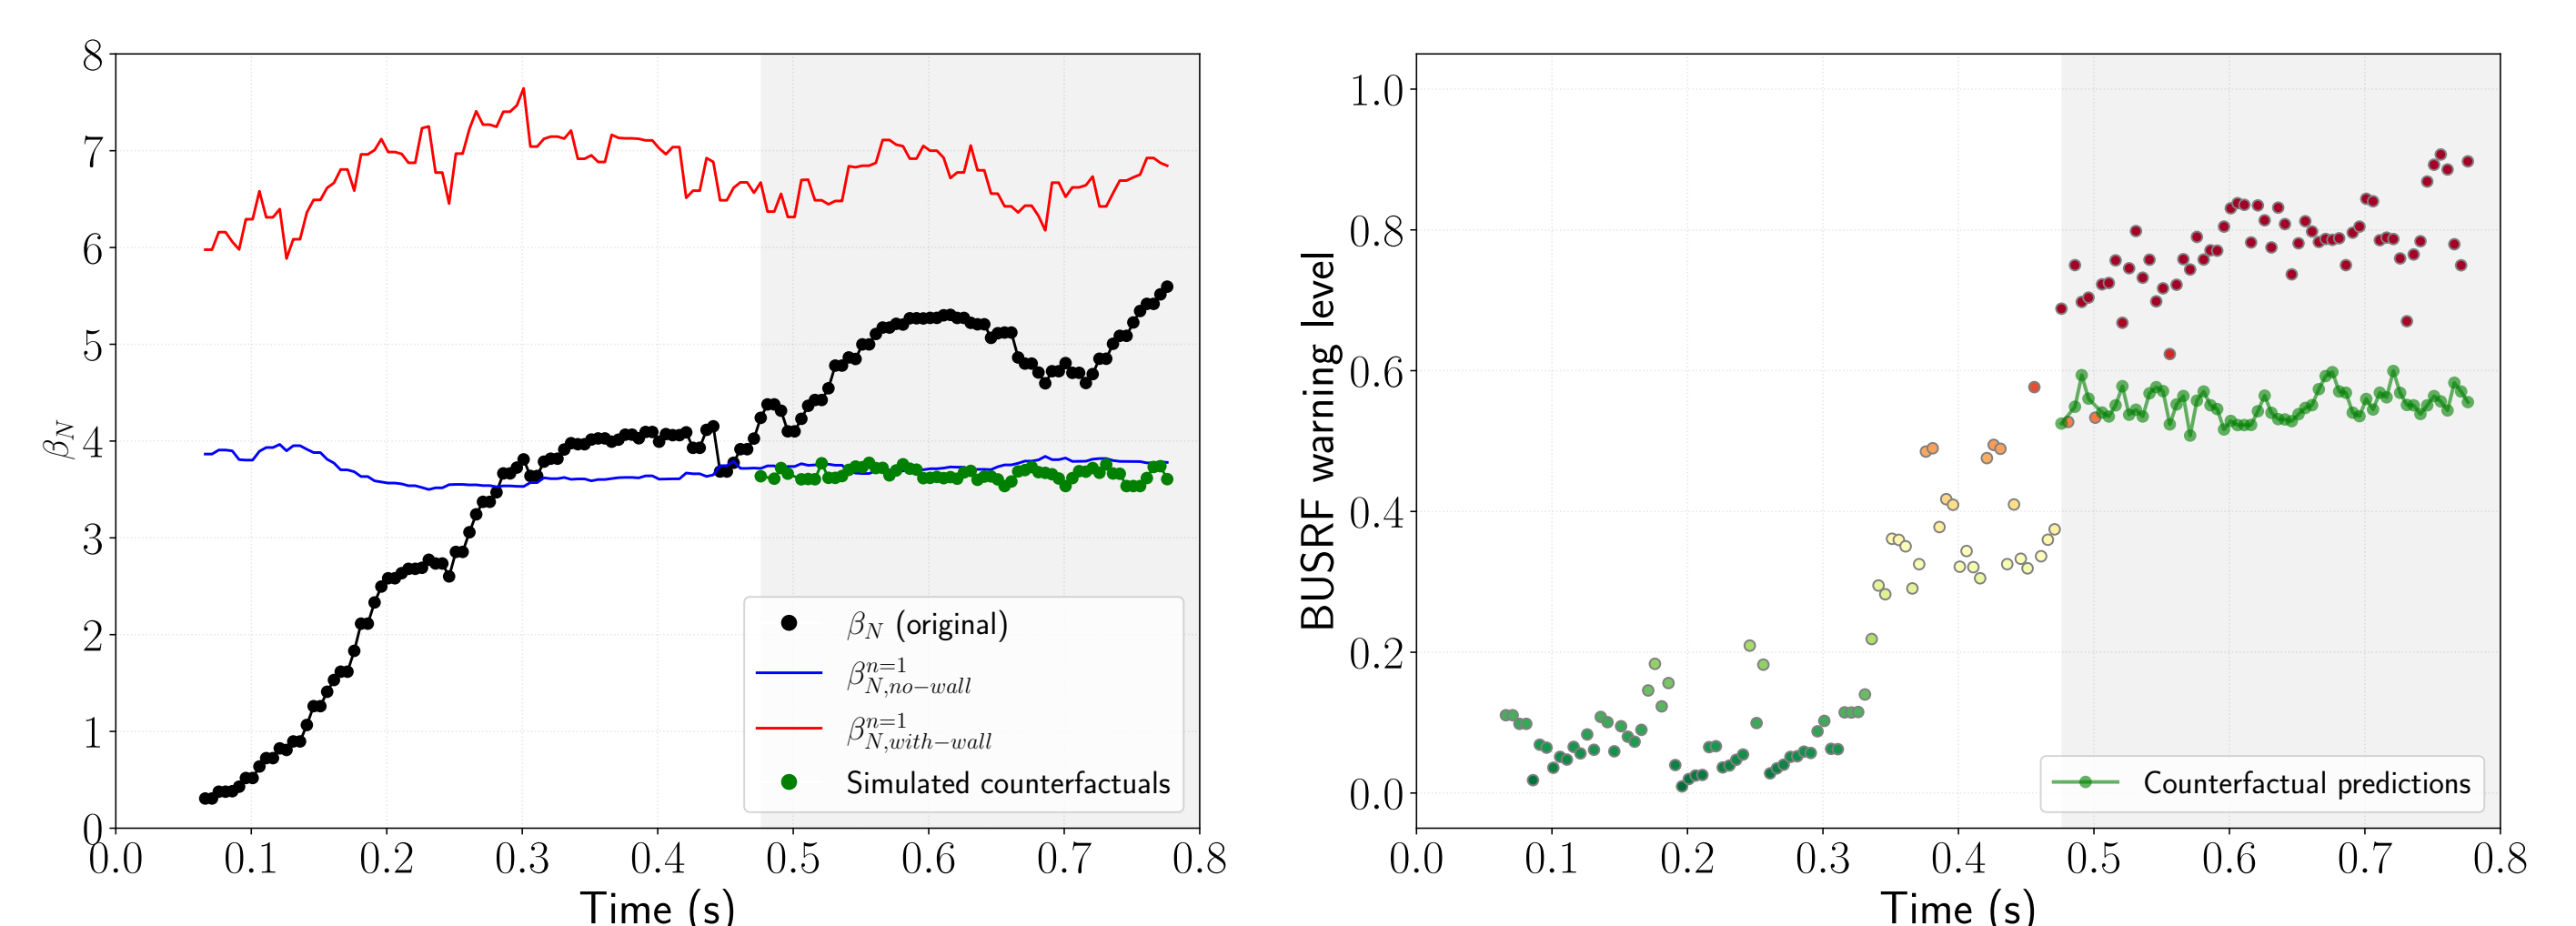 8
7
6
5
4
3
2
1
0
β_N
0.0 0.1 0.2 0.3 0.4 0.5 0.6 0.7 0.8
Time (s)
β_N (original)
β_{N,no−wall}^{n=1}
β_{N,with−wall}^{n=1}
Simulated counterfactuals
1.0
0.8
0.6
0.4
0.2
0.0
BUSRF warning level
0.0 0.1 0.2 0.3 0.4 0.5 0.6 0.7 0.8
Time (s)
Counterfactual predictions